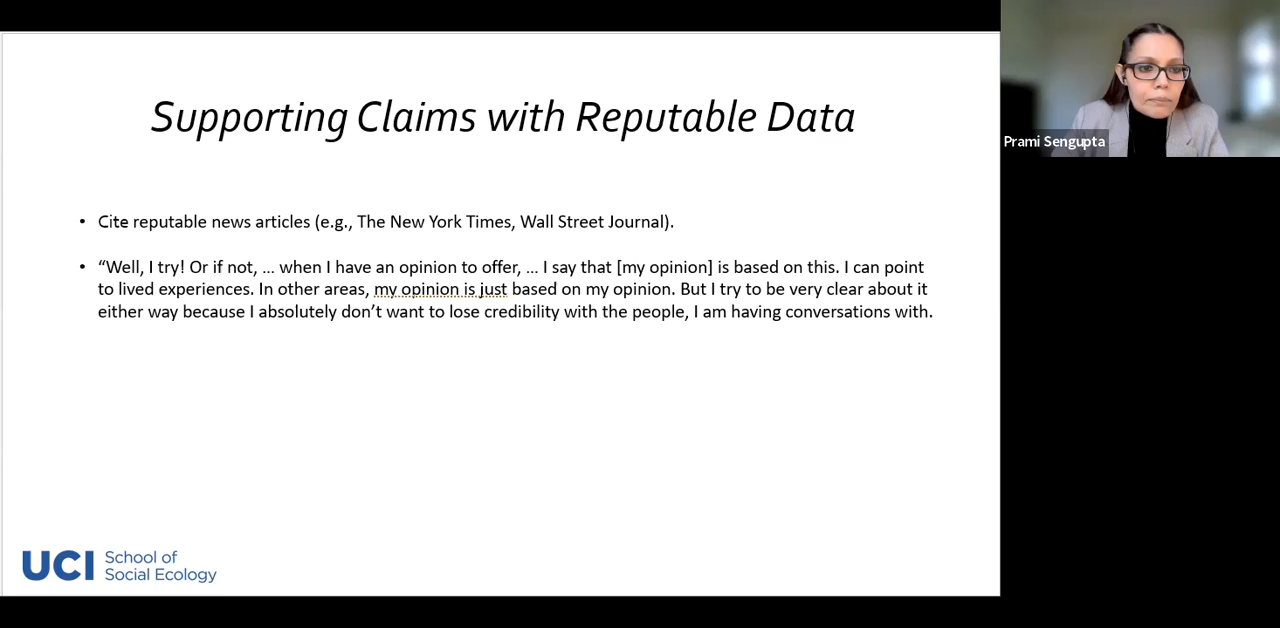 Supporting Claims with Reputable Data
• Cite reputable news articles (e.g., The New York Times, Wall Street Journal).
• “Well, I try! Or if not, ... when I have an opinion to offer, ... I say that [my opinion] is based on this. I can point
to lived experiences. In other areas, my opinion is just based on my opinion. But I try to be very clear about it
either way because I absolutely don’t want to lose credibility with the people, I am having conversations with.
UCI School of
Social Ecology
Prami Sengupta